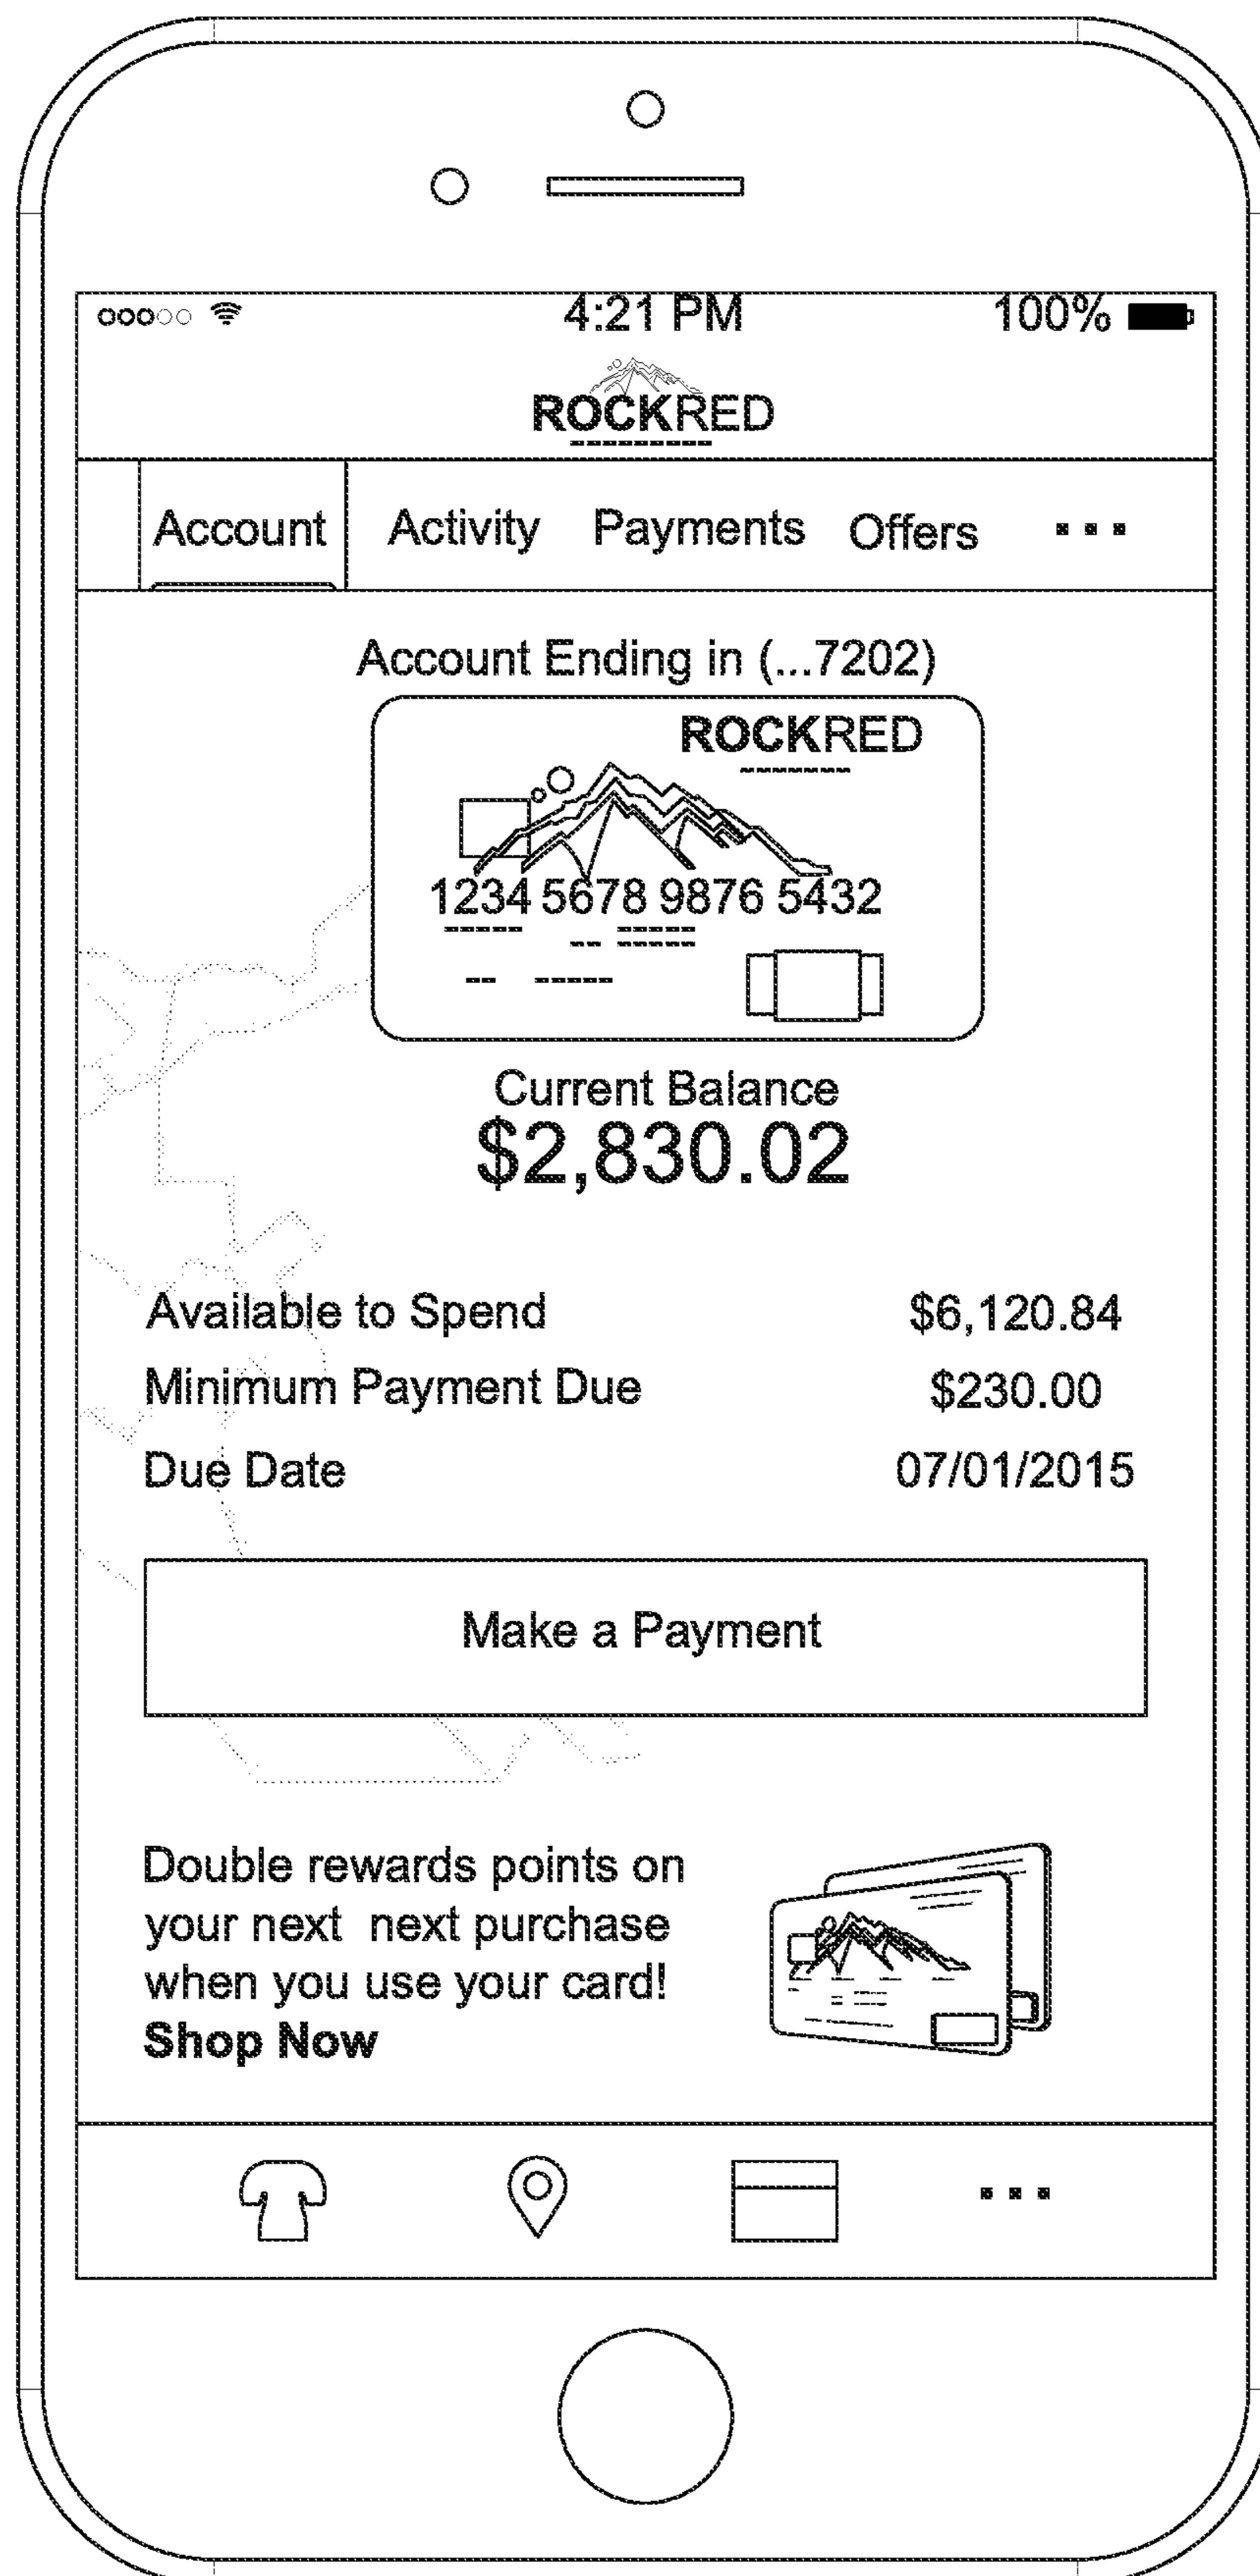 4:21 PM 100%
ROCKRED
Account Activity Payments Offers ...
Account Ending in (...7202)
ROCKRED
1234 5678 9876 5432
Current Balance
$2,830.02
Available to Spend $6,120.84
Minimum Payment Due $230.00
Due Date 07/01/2015
Make a Payment
Double rewards points on
your next next purchase
when you use your card!
Shop Now
...